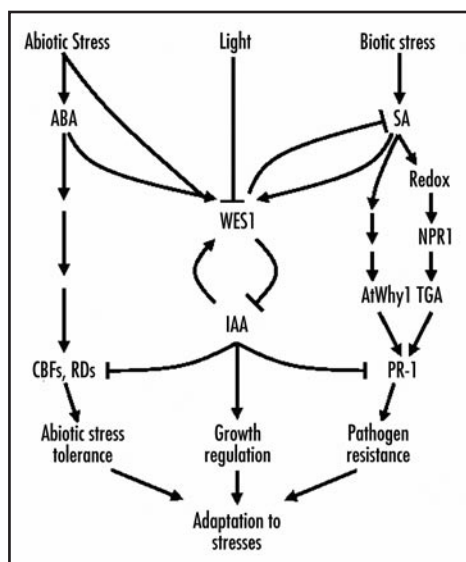 Abiotic Stress
Light
Biotic stress
ABA
SA
Redox
WES1
NPR1
AtWhy1 TGA
IAA
CBFs, RDs
PR-1
Abiotic stress
tolerance
Growth
regulation
Pathogen
resistance
Adaptation to
stresses